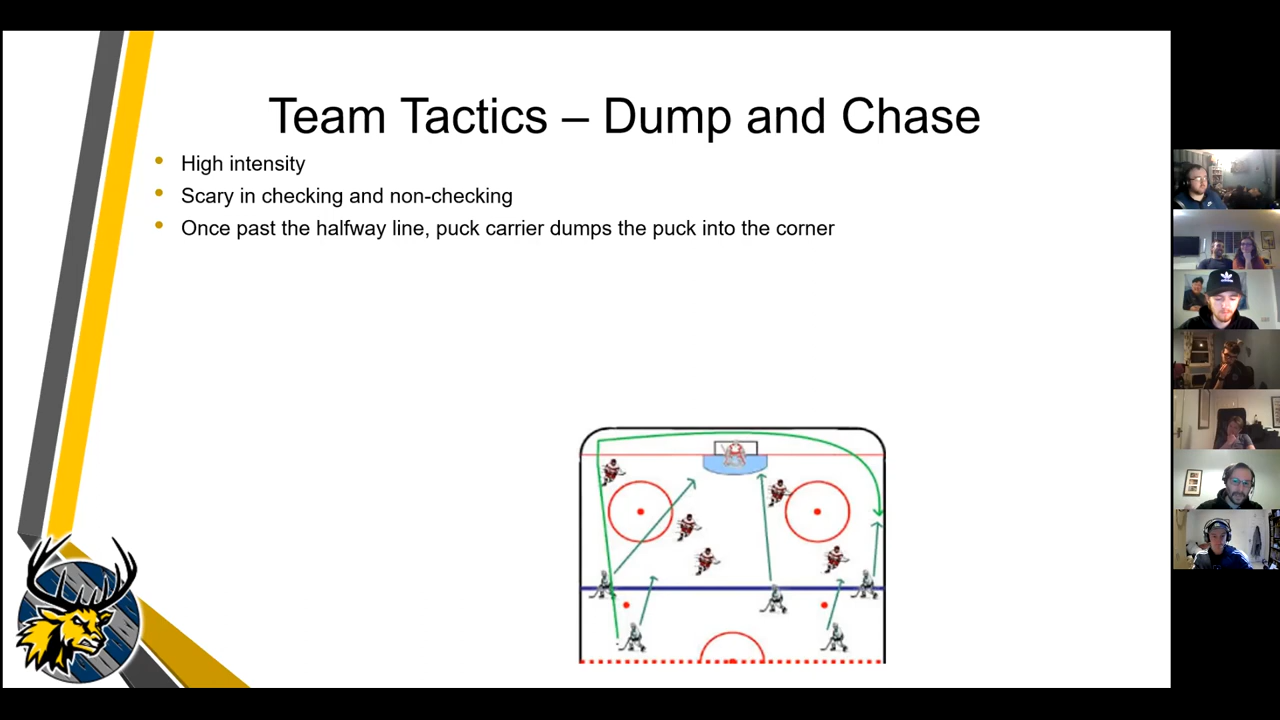 Team Tactics – Dump and Chase
High intensity
Scary in checking and non-checking
Once past the halfway line, puck carrier dumps the puck into the corner